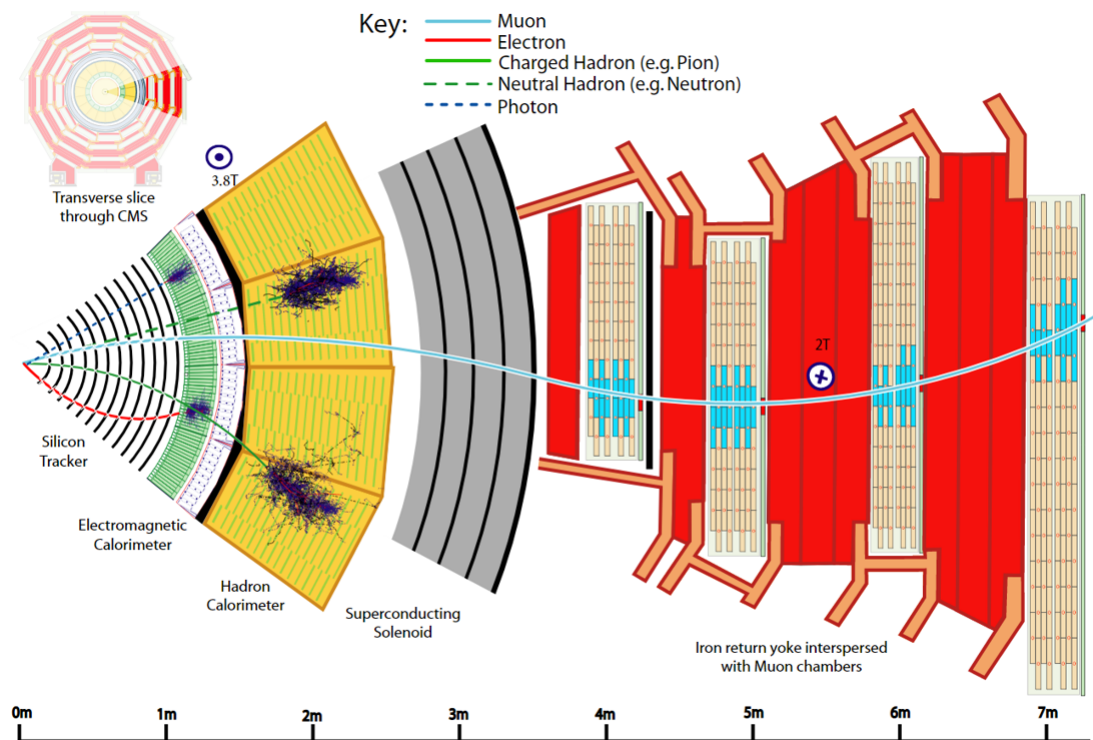 Key:
Muon
Electron
Charged Hadron (e.g. Pion)
Neutral Hadron (e.g. Neutron)
Photon
Transverse slice
through CMS
3.8T
2T
Silicon
Tracker
Electromagnetic
Calorimeter
Hadron
Calorimeter
Superconducting
Solenoid
Iron return yoke interspersed
with Muon chambers
0m 1m 2m 3m 4m 5m 6m 7m